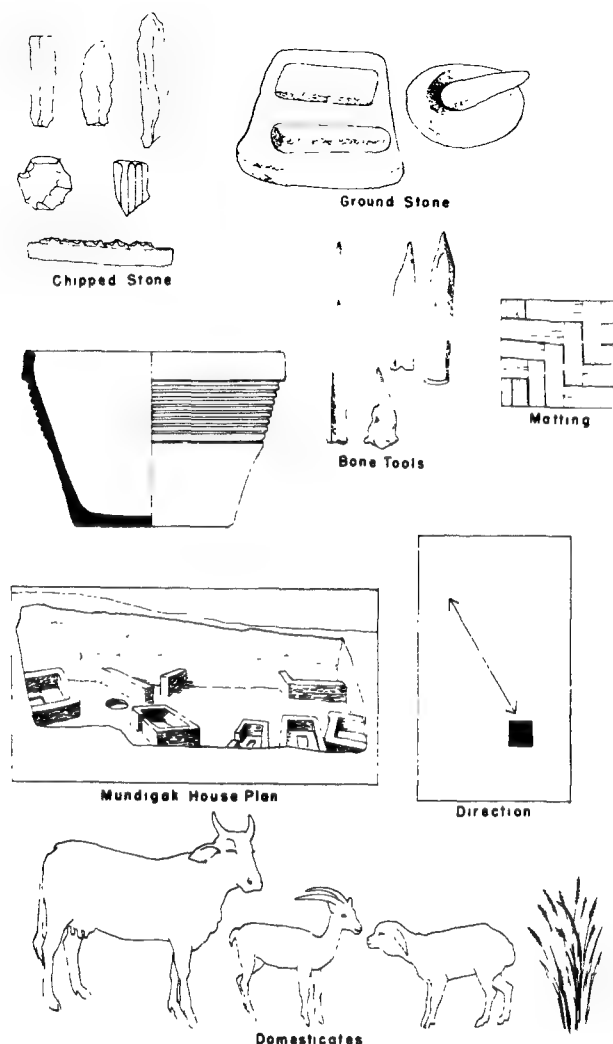 Ground Stone
Chipped Stone
Matting
Bone Tools
Mundigak House Plan
Direction
Domesticates